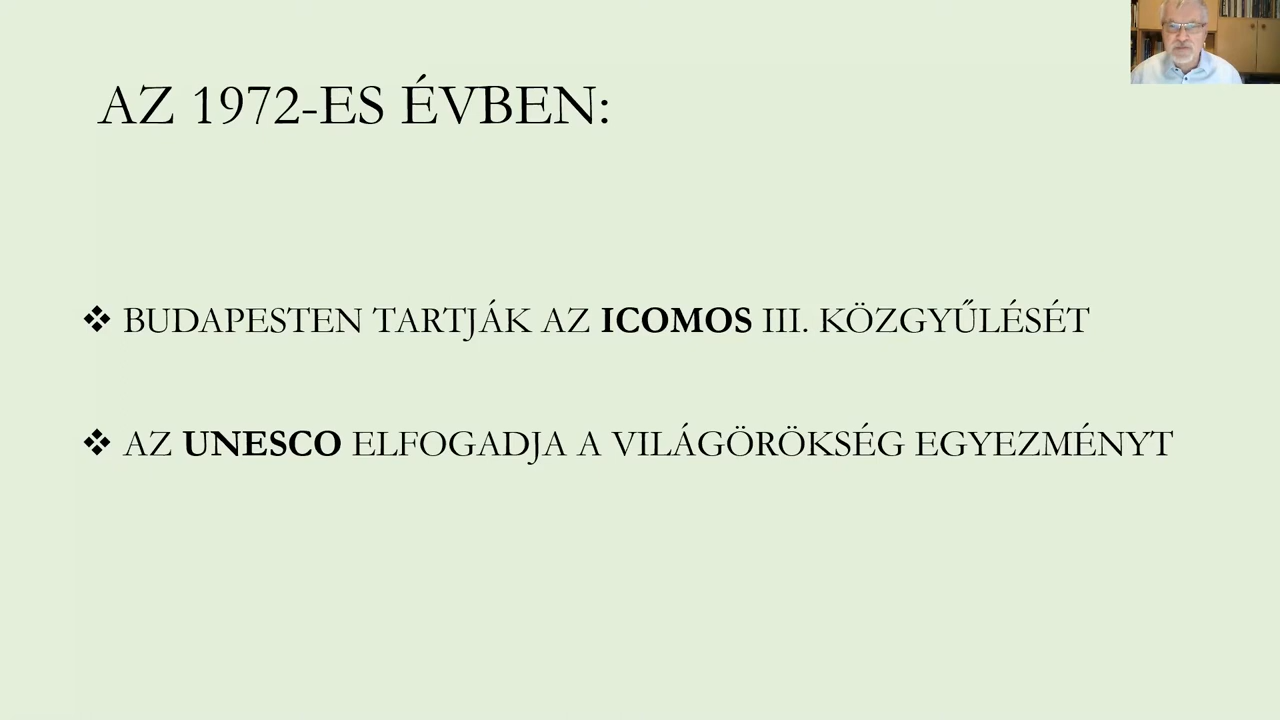 AZ 1972-ES ÉVBEN:
❖ BUDAPESTEN TARTJÁK AZ ICOMOS III. KÖZGYŰLÉSÉT
❖ AZ UNESCO ELFOGADJA A VILÁGÖRÖKSÉG EGYEZMÉNYT